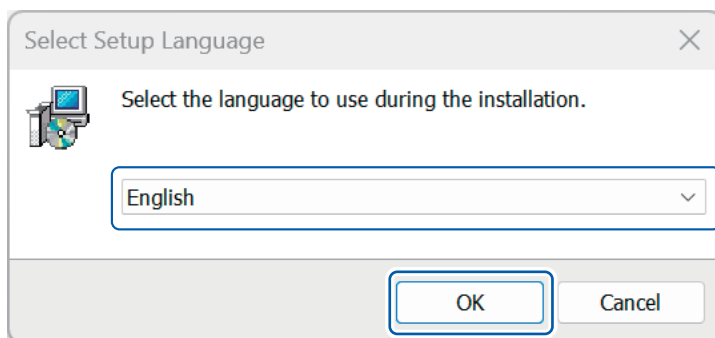 Select Setup Language
Select the language to use during the installation.
English
OK Cancel